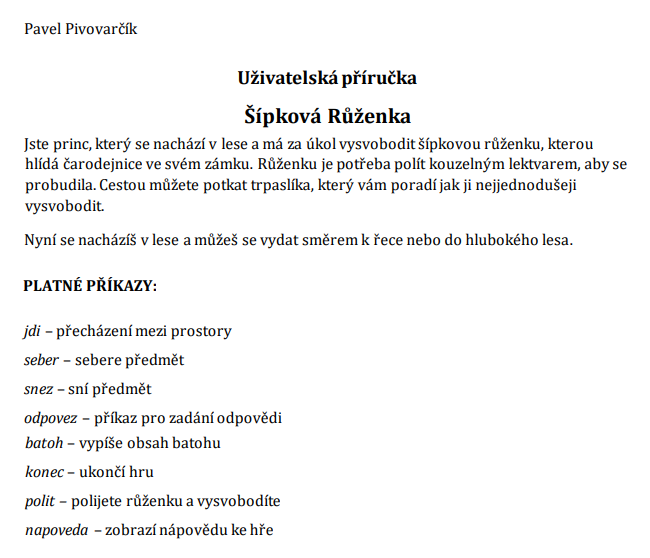 Pavel Pivovarčík
Uživatelská příručka
Šípková Růženka
Jste princ, který se nachází v lese a má za úkol vysvobodit šípkovou růženku, kterou
hlídá čarodejnice ve svém zámku. Růženku je potřeba polít kouzelným lektvarem, aby se
probudila. Cestou můžete potkat trpaslíka, který vám poradí jak ji nejjednodušeji
vysvobodit.
Nyní se nacházíš v lese a můžeš se vydat směrem k řece nebo do hlubokého lesa.
PLATNÉ PŘÍKAZY:
jdi – přecházení mezi prostory
seber – sebere předmět
snez – sní předmět
odpovez – příkaz pro zadání odpovědi
batoh – vypíše obsah batohu
konec – ukončí hru
polit – polijete růženku a vysvobodíte
napoveda – zobrazí nápovědu ke hře